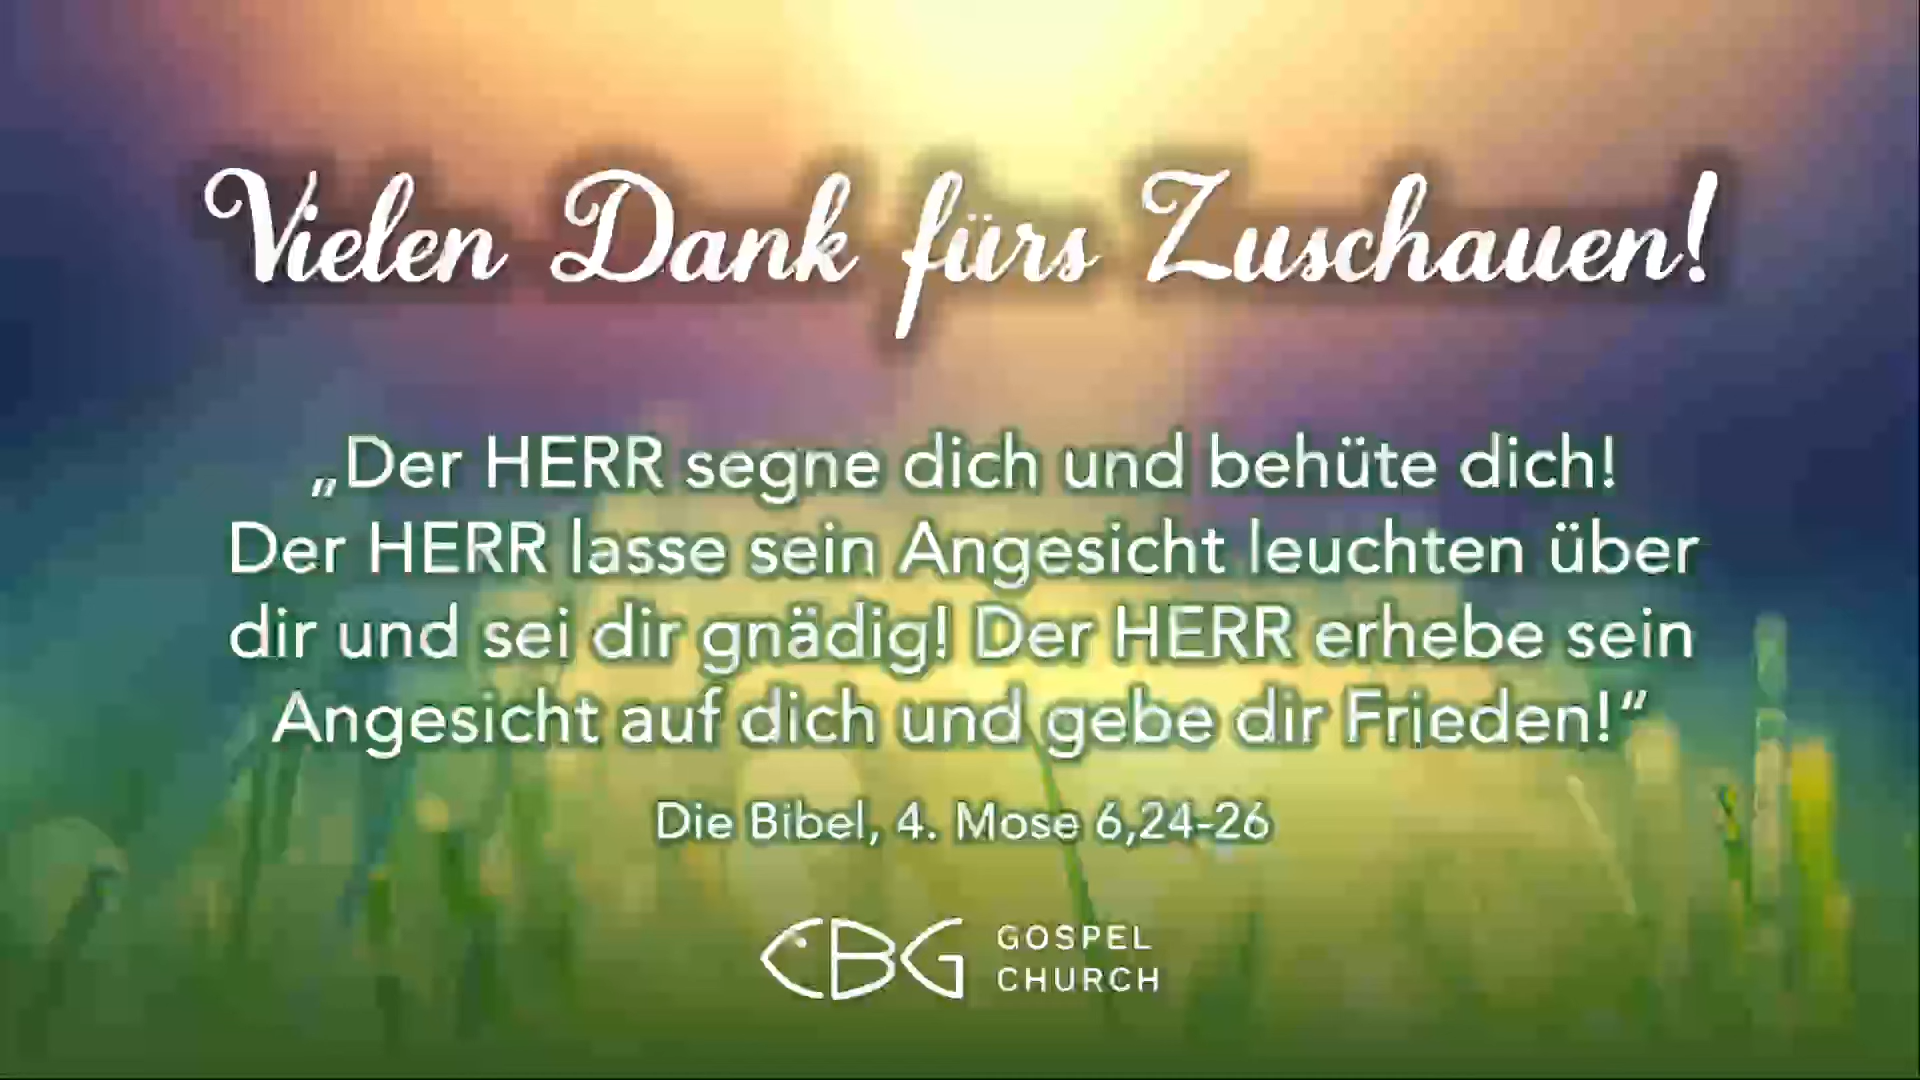 Vielen Dank fürs Zuschauen!
„Der HERR segne dich und behüte dich!
Der HERR lasse sein Angesicht leuchten über
dir und sei dir gnädig! Der HERR erhebe sein
Angesicht auf dich und gebe dir Frieden!“
Die Bibel, 4. Mose 6,24-26
CBG GOSPEL
CHURCH